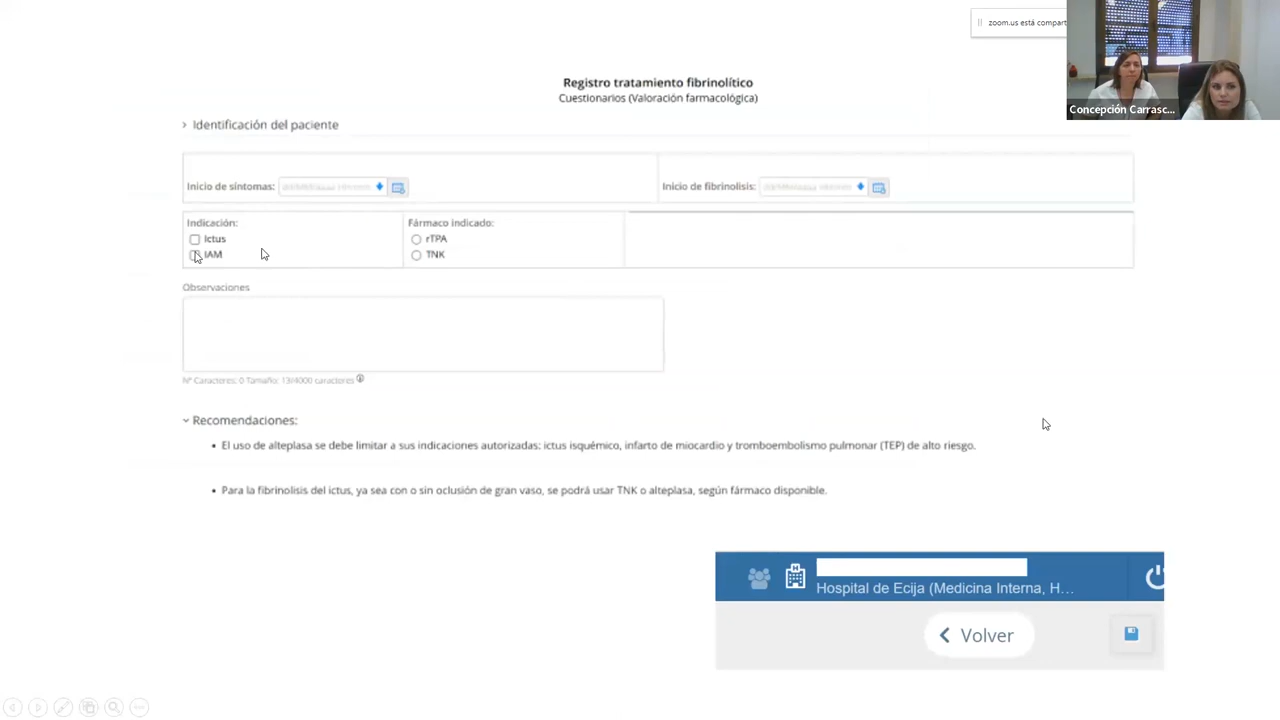 zoom.us está compart
Concepción Carrasc...
Registro tratamiento fibrinolítico
Cuestionarios (Valoración farmacológica)
Identificación del paciente
Inicio de síntomas:
Inicio de fibrinolisis:
Indicación:
Fármaco indicado:
Ictus
rTPA
IAM
TNK
Observaciones
Nº Caracteres: 0 Tamaño: 13/4000 caracteres
Recomendaciones:
• El uso de alteplasa se debe limitar a sus indicaciones autorizadas: ictus isquémico, infarto de miocardio y tromboembolismo pulmonar (TEP) de alto riesgo.
• Para la fibrinolisis del ictus, ya sea con o sin oclusión de gran vaso, se podrá usar TNK o alteplasa, según fármaco disponible.
Hospital de Ecija (Medicina Interna, H...
Volver